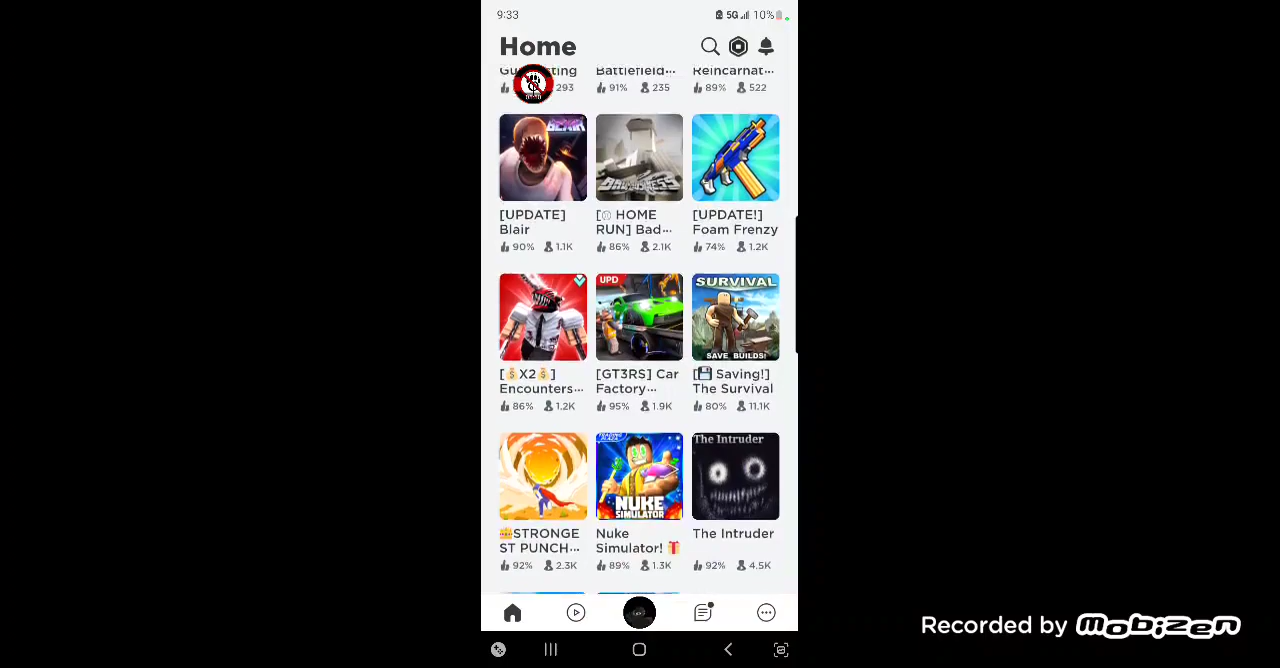 9:33 5G 10%
Home
Battlefield... Reincarnat...
293 91% 235 89% 522
BLAIR
[UPDATE] Blair
90% 1.1K
[⚾ HOME RUN] Bad...
86% 2.1K
[UPDATE!] Foam Frenzy
74% 1.2K
UPD
SURVIVAL
SAVE BUILDS!
[💰X2💰] Encounters...
86% 1.2K
[GT3RS] Car Factory...
95% 1.9K
[💾 Saving!] The Survival
80% 11.1K
NUKE
SIMULATOR
The Intruder
👑STRONGE
ST PUNCH...
92% 2.3K
Nuke
Simulator! 🎁
89% 1.3K
The Intruder
92% 4.5K
Recorded by mobizen